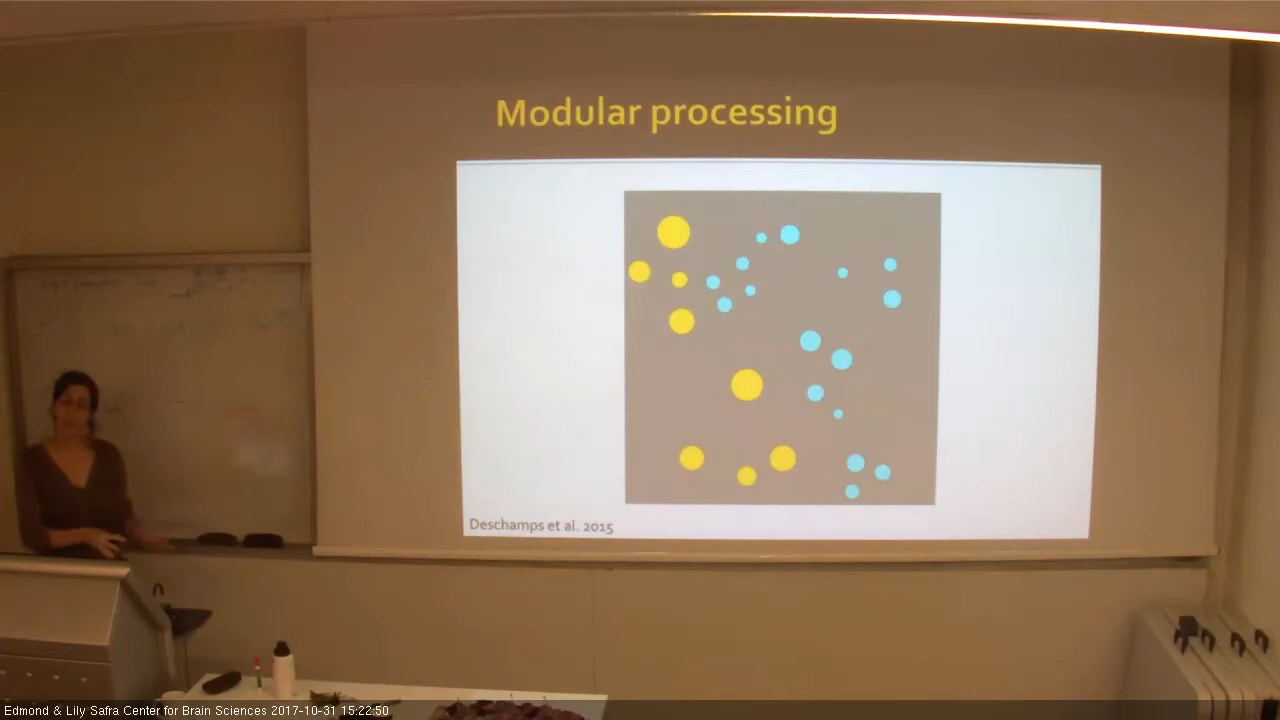 Modular processing
Deschamps et al. 2015
Edmond & Lily Safra Center for Brain Sciences 2017-10-31 15:22:50